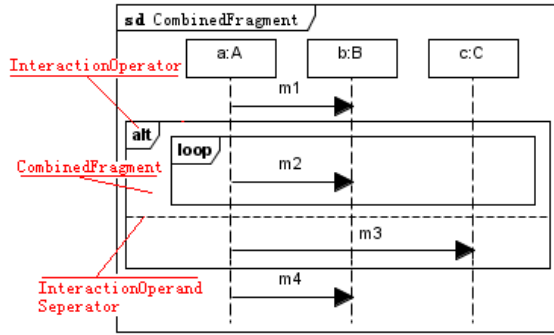 sd CombinedFragment
a:A b:B c:C
InteractionOperator
m1
alt
loop
CombinedFragment
m2
m3
InteractionOperand
Seperator
m4